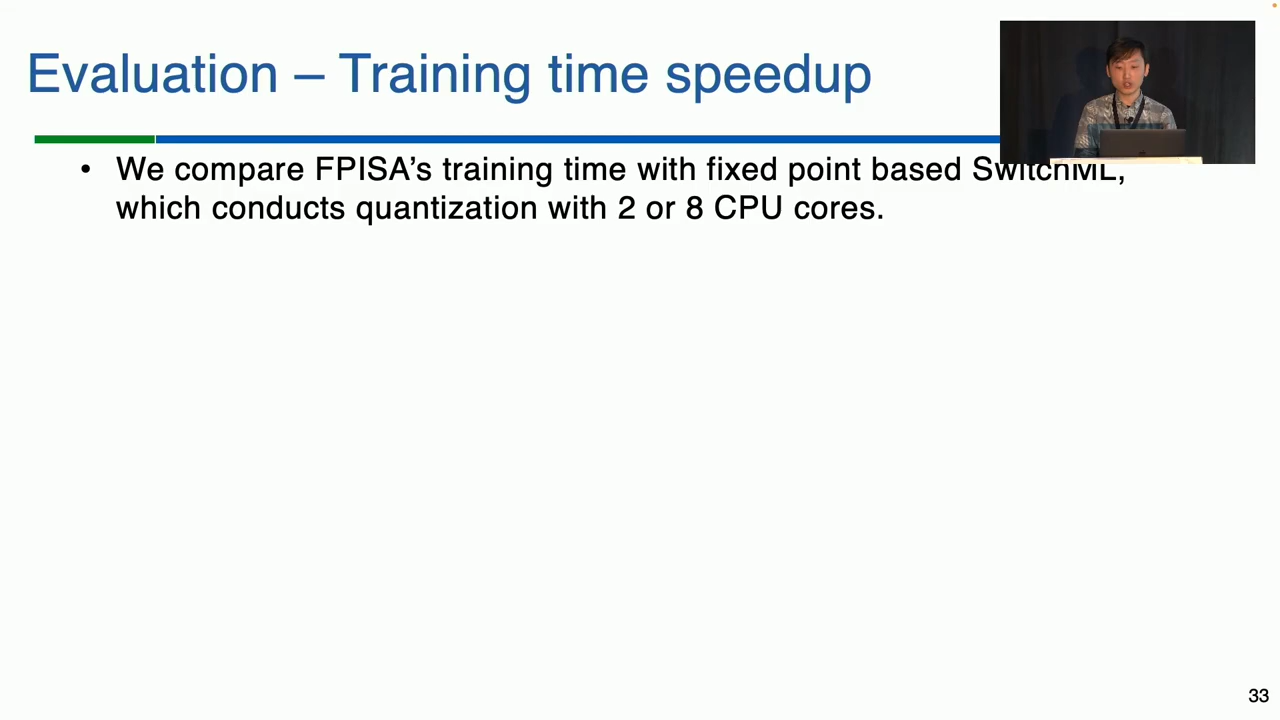 Evaluation – Training time speedup
• We compare FPISA’s training time with fixed point based SwitchML,
which conducts quantization with 2 or 8 CPU cores.
33